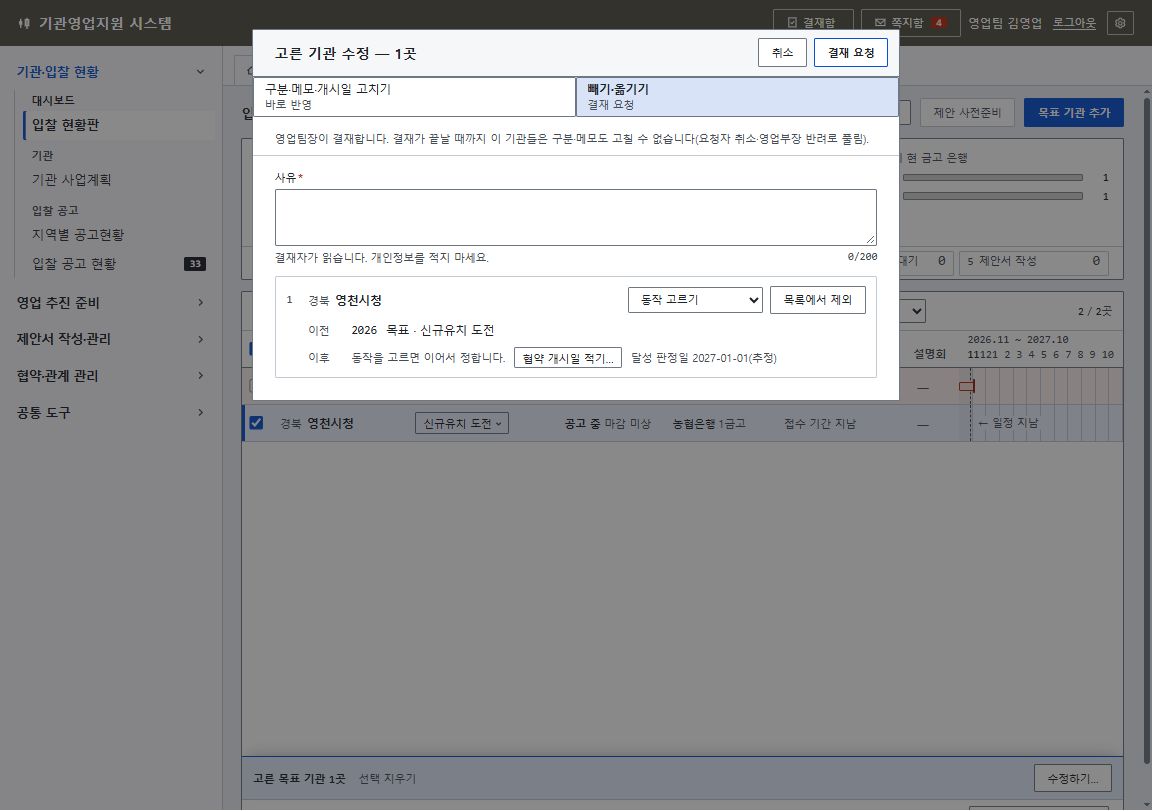 기관영업지원 시스템
결재함
쪽지함 4
영업팀 김영업
로그아웃
기관·입찰 현황
대시보드
입찰 현황판
기관
기관 사업계획
입찰 공고
지역별 공고현황
입찰 공고 현황 33
영업 추진 준비
제안서 작성·관리
협약·관계 관리
공통 도구
제안 사전준비
목표 기관 추가
현 금고 은행
1
1
대기 0
5 제안서 작성 0
2 / 2곳
설명회
2026.11 ~ 2027.10
11 12 1 2 3 4 5 6 7 8 9 10
—
고른 기관 수정 — 1곳
취소
결재 요청
구분·메모·개시일 고치기
바로 반영
빼기·옮기기
결재 요청
영업팀장이 결재합니다. 결재가 끝날 때까지 이 기관들은 구분·메모도 고칠 수 없습니다(요청자 취소·영업부장 반려로 풀림).
사유*
결재자가 읽습니다. 개인정보를 적지 마세요.
0/200
1 경북 영천시청
동작 고르기
목록에서 제외
이전 2026 목표 · 신규유치 도전
이후 동작을 고르면 이어서 정합니다. 협약 개시일 적기... 달성 판정일 2027-01-01(추정)
경북 영천시청
신규유치 도전
공고 중 마감 미상
농협은행 1금고
접수 기간 지남
—
← 일정 지남
고른 목표 기관 1곳
선택 지우기
수정하기...